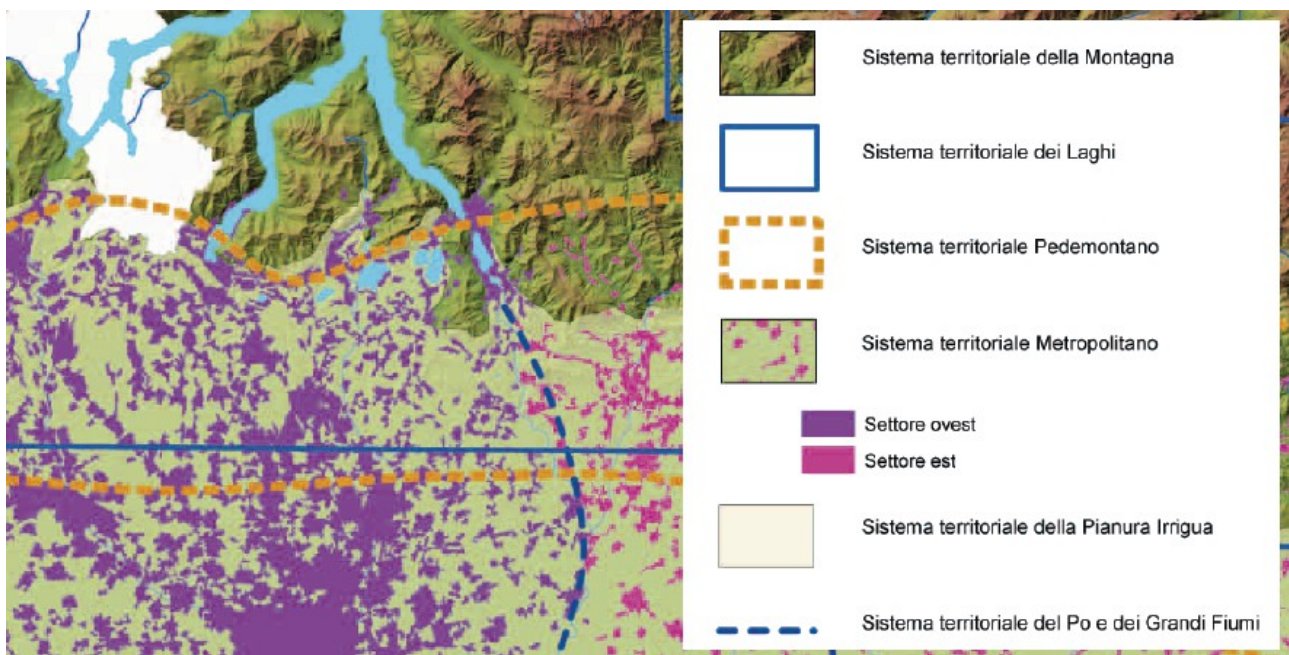 Sistema territoriale della Montagna
Sistema territoriale dei Laghi
Sistema territoriale Pedemontano
Sistema territoriale Metropolitano
Settore ovest
Settore est
Sistema territoriale della Pianura Irrigua
Sistema territoriale del Po e dei Grandi Fiumi